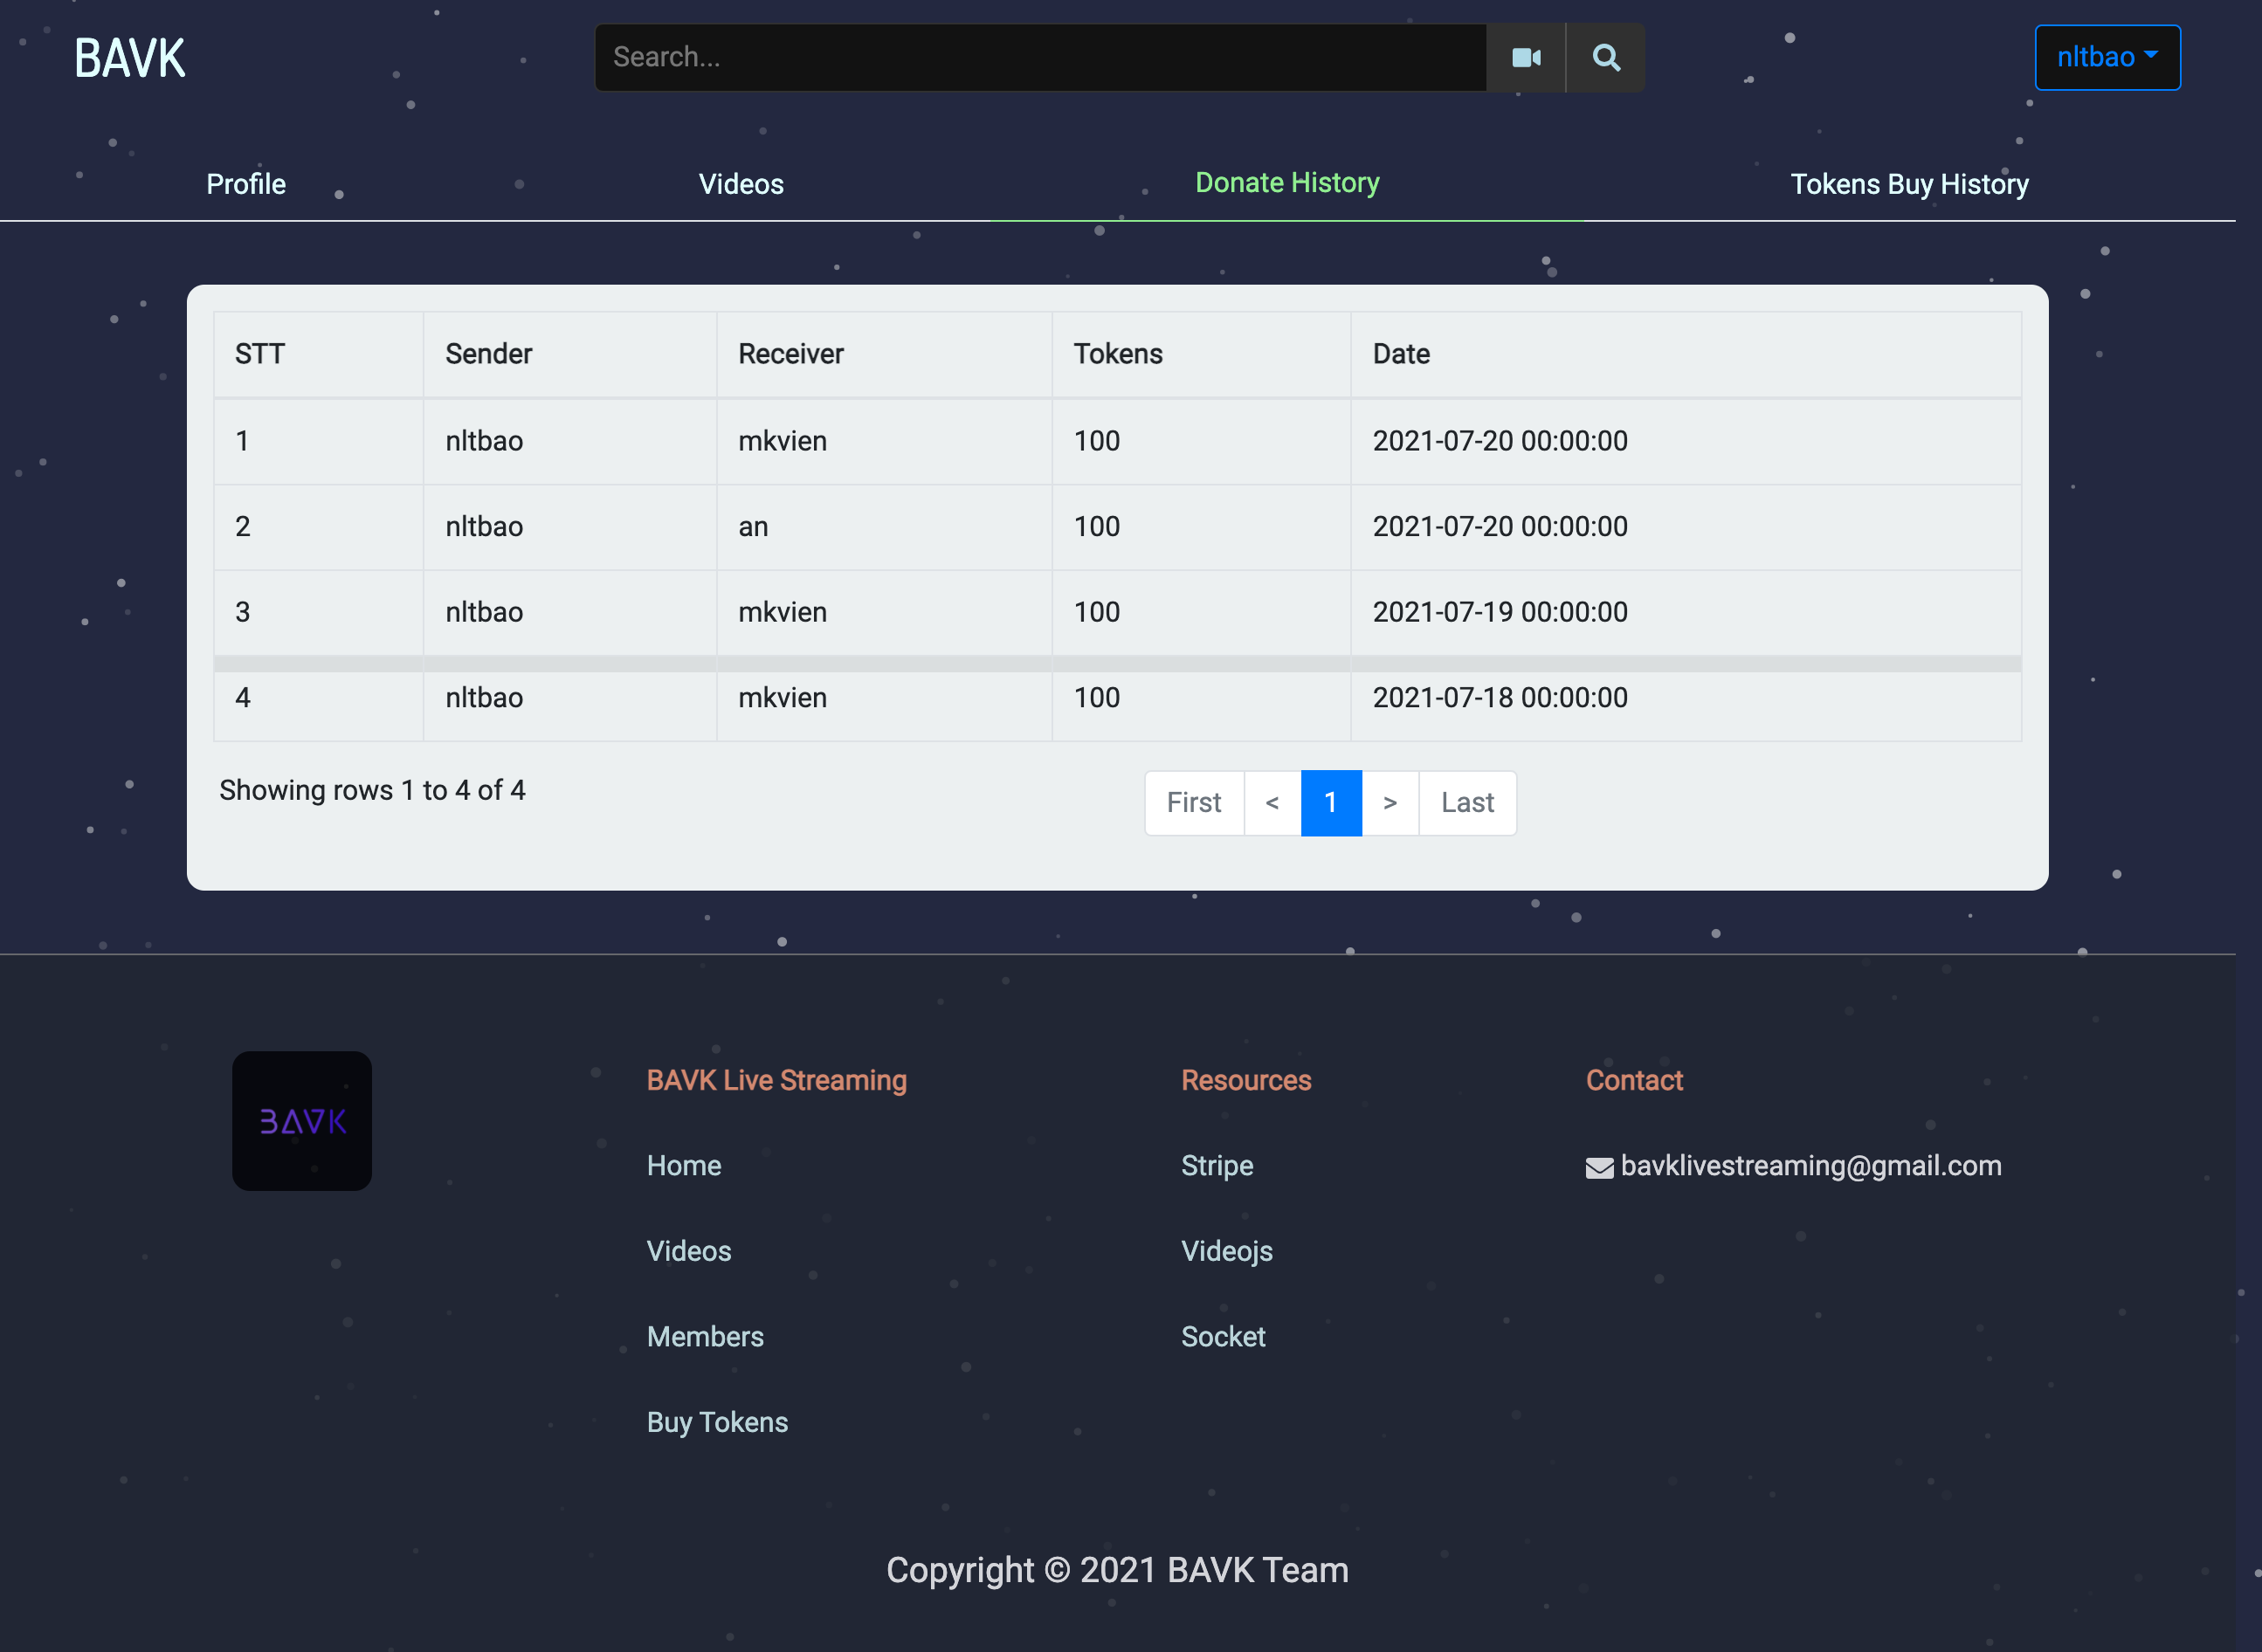 BAVK
Search...
nltbao
Profile Videos Donate History Tokens Buy History
STT Sender Receiver Tokens Date
1 nltbao mkvien 100 2021-07-20 00:00:00
2 nltbao an 100 2021-07-20 00:00:00
3 nltbao mkvien 100 2021-07-19 00:00:00
4 nltbao mkvien 100 2021-07-18 00:00:00
Showing rows 1 to 4 of 4
First < 1 > Last
BAVK
BAVK Live Streaming
Home
Videos
Members
Buy Tokens
Resources
Stripe
Videojs
Socket
Contact
bavklivestreaming@gmail.com
Copyright © 2021 BAVK Team